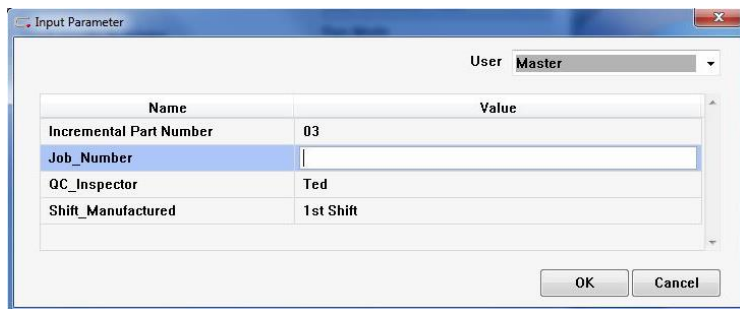 Input Parameter
User Master
Name Value
Incremental Part Number 03
Job_Number
QC_Inspector Ted
Shift_Manufactured 1st Shift
OK Cancel